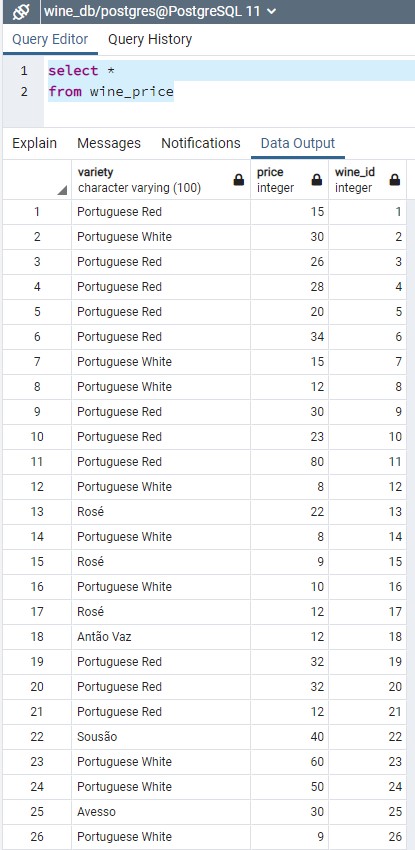 wine_db/postgres@PostgreSQL 11
Query Editor Query History
1 select *
2 from wine_price
Explain Messages Notifications Data Output
variety price wine_id
character varying (100) integer integer
1 Portuguese Red 15 1
2 Portuguese White 30 2
3 Portuguese Red 26 3
4 Portuguese Red 28 4
5 Portuguese Red 20 5
6 Portuguese Red 34 6
7 Portuguese White 15 7
8 Portuguese White 12 8
9 Portuguese Red 30 9
10 Portuguese Red 23 10
11 Portuguese Red 80 11
12 Portuguese White 8 12
13 Rosé 22 13
14 Portuguese White 8 14
15 Rosé 9 15
16 Portuguese White 10 16
17 Rosé 12 17
18 Antão Vaz 12 18
19 Portuguese Red 32 19
20 Portuguese Red 32 20
21 Portuguese Red 12 21
22 Sousão 40 22
23 Portuguese White 60 23
24 Portuguese White 50 24
25 Avesso 30 25
26 Portuguese White 9 26